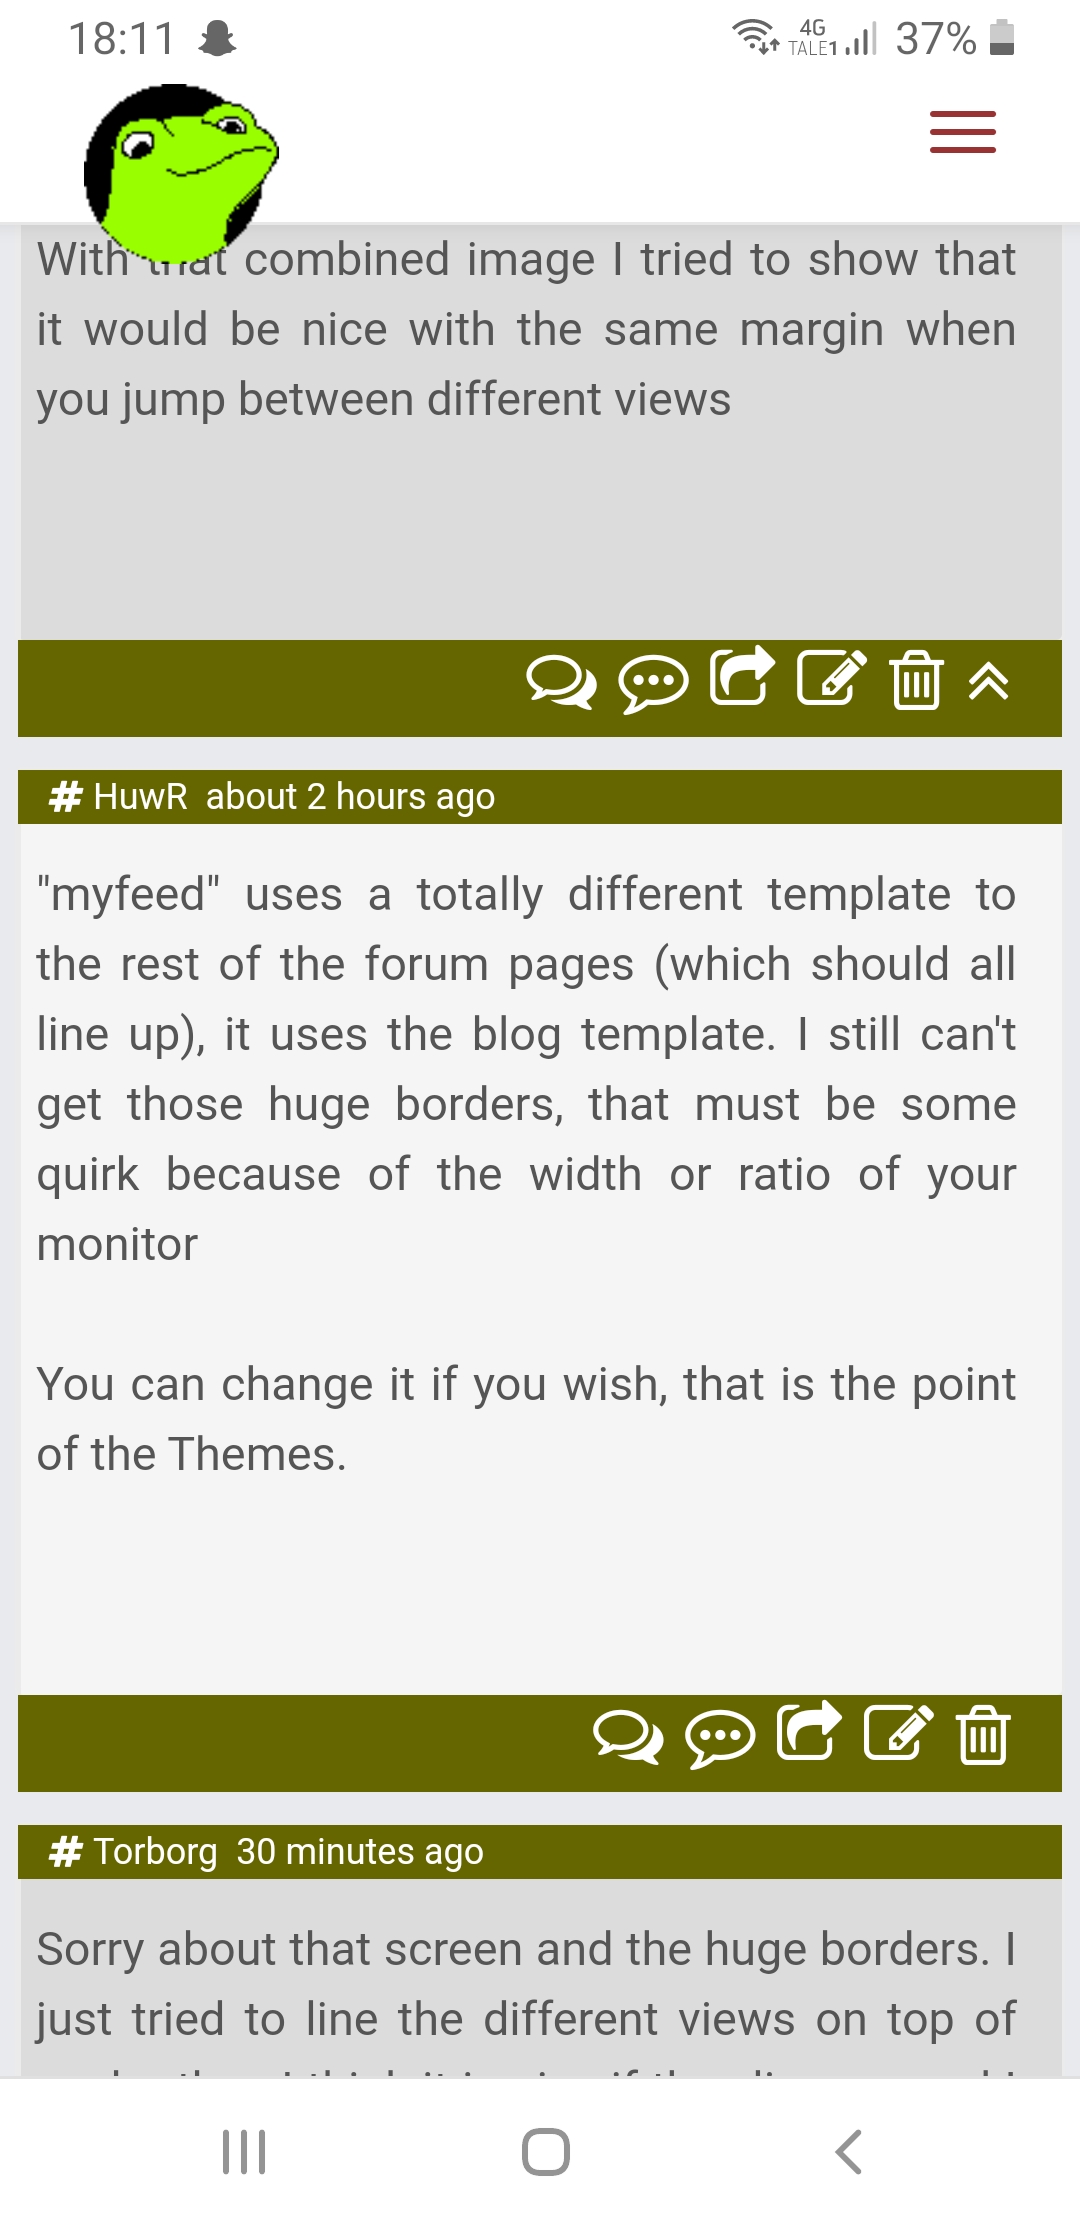 18:11
4G
TALE1
37%
With that combined image I tried to show that
it would be nice with the same margin when
you jump between different views
# HuwR about 2 hours ago
"myfeed" uses a totally different template to
the rest of the forum pages (which should all
line up), it uses the blog template. I still can't
get those huge borders, that must be some
quirk because of the width or ratio of your
monitor
You can change it if you wish, that is the point
of the Themes.
# Torborg 30 minutes ago
Sorry about that screen and the huge borders. I
just tried to line the different views on top of